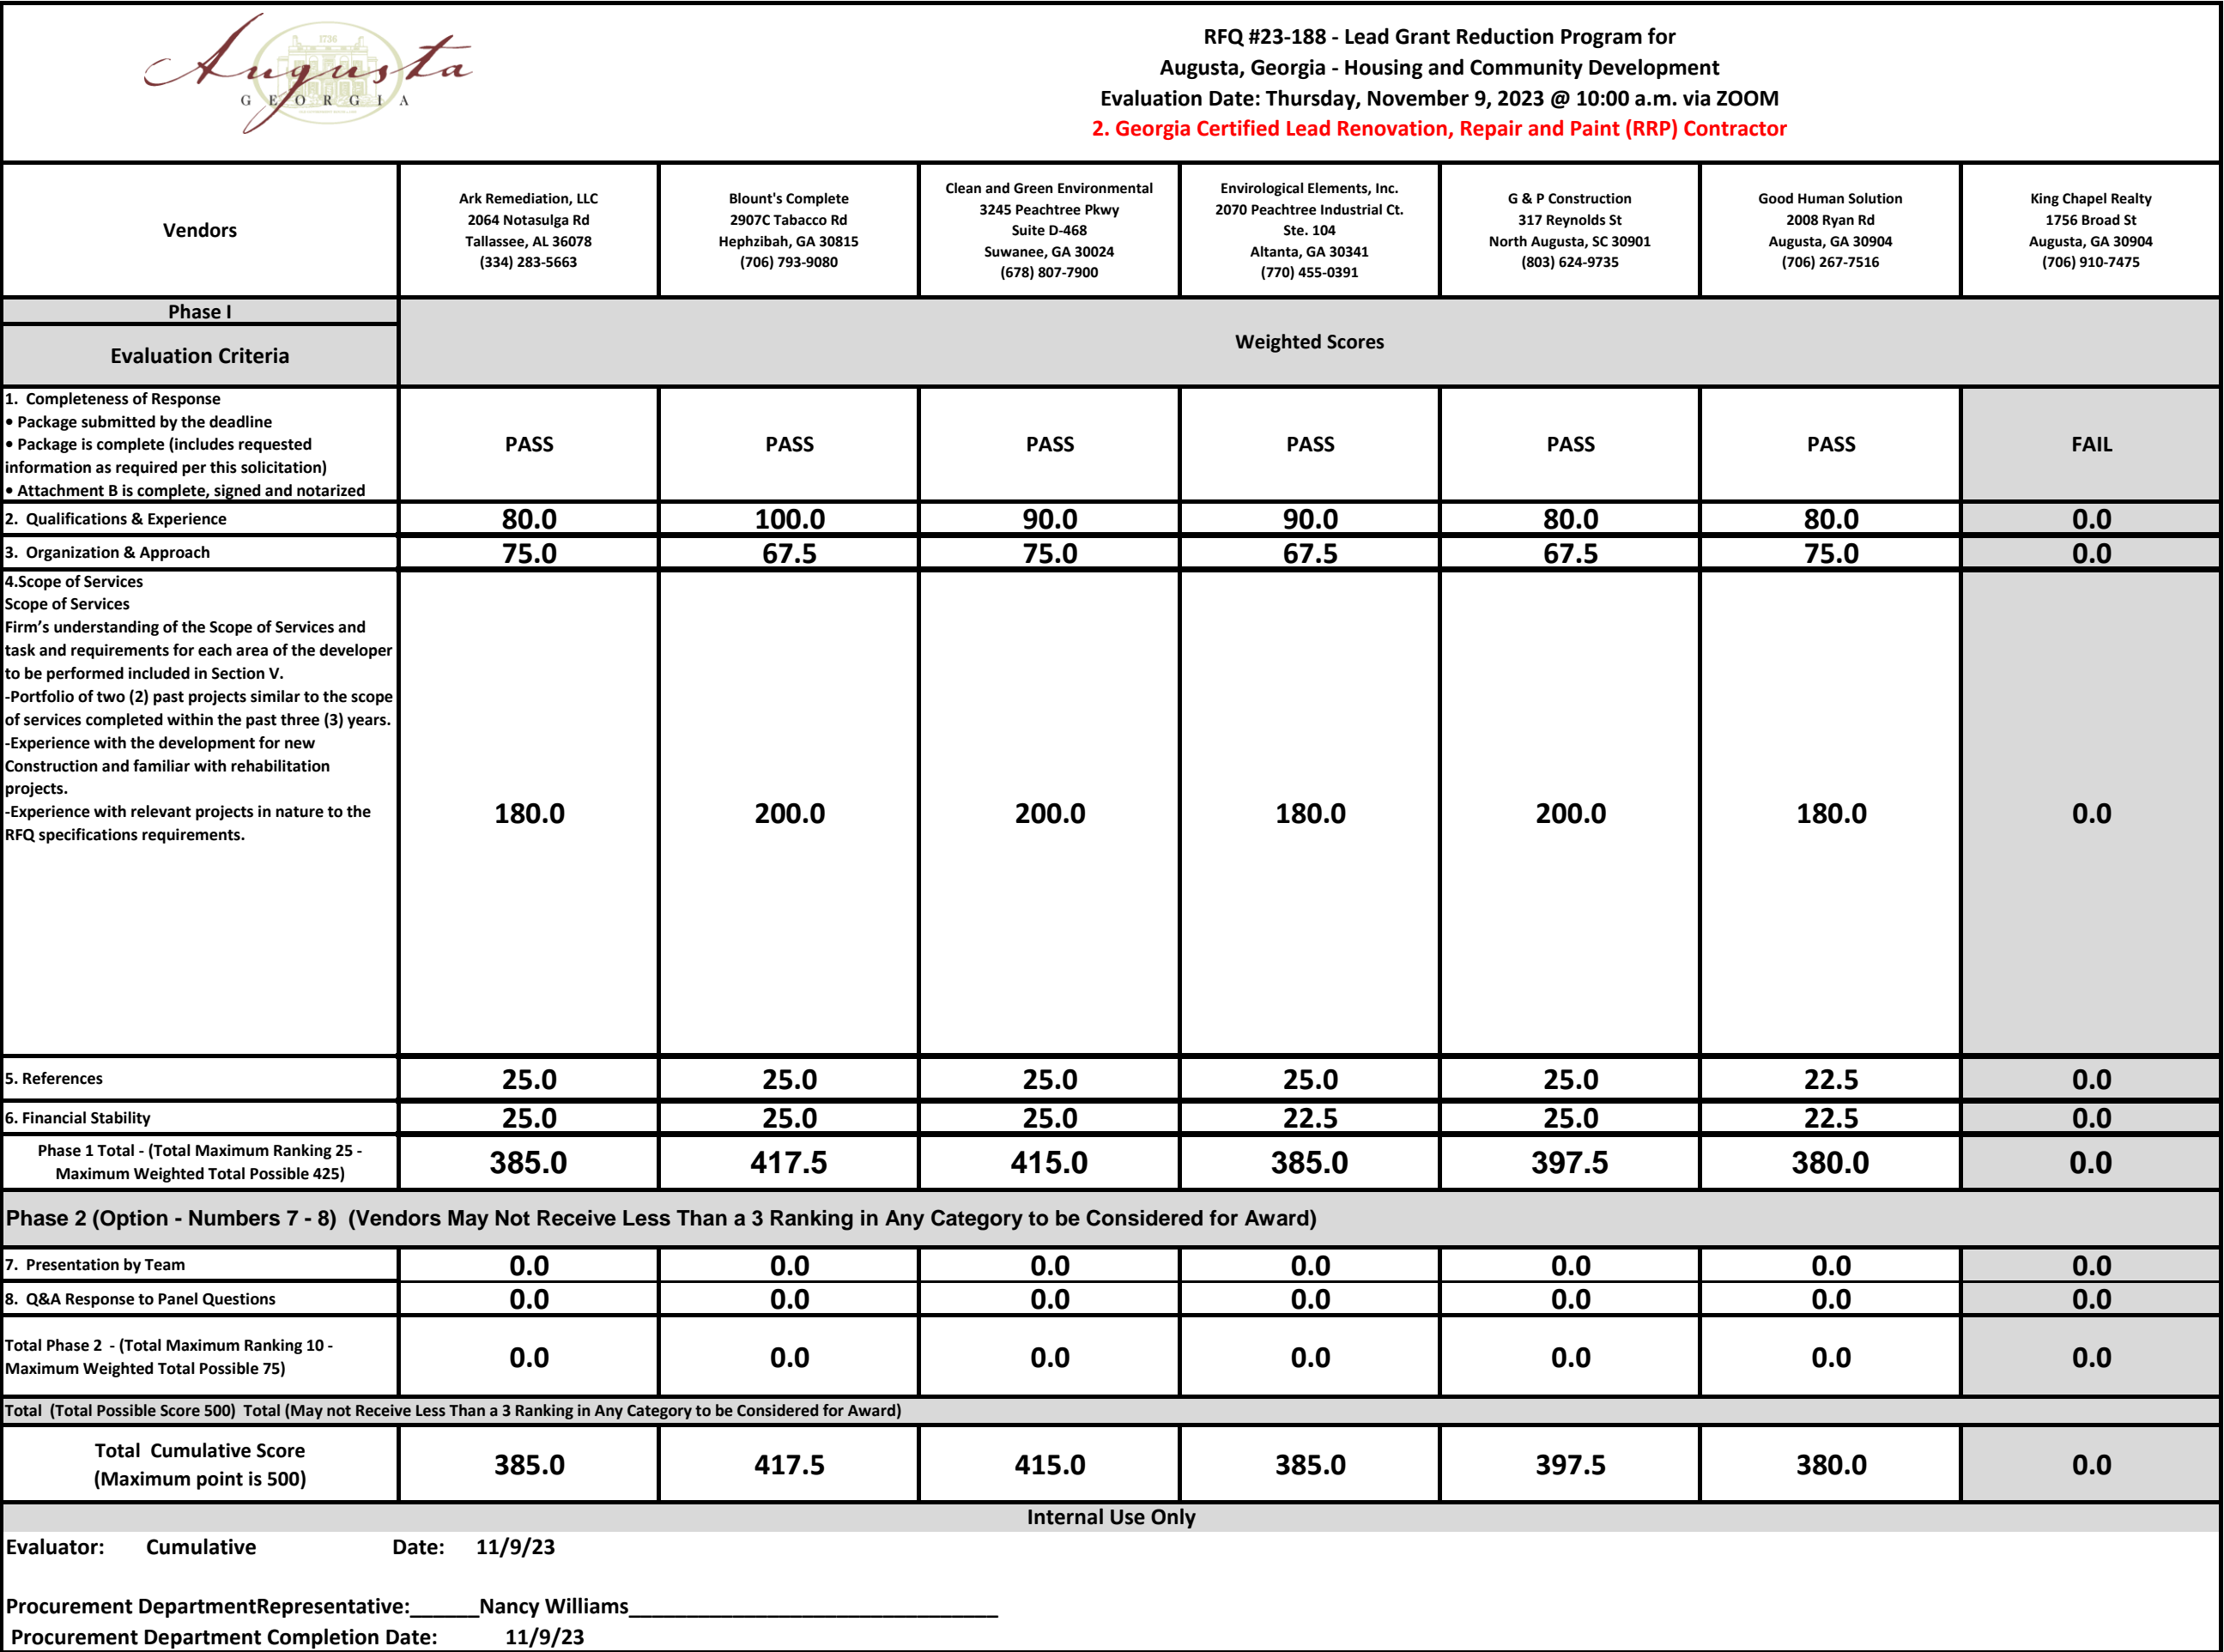 1736
Augusta
GEORGIA
RFQ #23-188 - Lead Grant Reduction Program for
Augusta, Georgia - Housing and Community Development
Evaluation Date: Thursday, November 9, 2023 @ 10:00 a.m. via ZOOM
2. Georgia Certified Lead Renovation, Repair and Paint (RRP) Contractor
Vendors
Ark Remediation, LLC
2064 Notasulga Rd
Tallassee, AL 36078
(334) 283-5663
Blount's Complete
2907C Tabacco Rd
Hephzibah, GA 30815
(706) 793-9080
Clean and Green Environmental
3245 Peachtree Pkwy
Suite D-468
Suwanee, GA 30024
(678) 807-7900
Envirological Elements, Inc.
2070 Peachtree Industrial Ct.
Ste. 104
Altanta, GA 30341
(770) 455-0391
G & P Construction
317 Reynolds St
North Augusta, SC 30901
(803) 624-9735
Good Human Solution
2008 Ryan Rd
Augusta, GA 30904
(706) 267-7516
King Chapel Realty
1756 Broad St
Augusta, GA 30904
(706) 910-7475
Phase I
Evaluation Criteria
Weighted Scores
1. Completeness of Response
• Package submitted by the deadline
• Package is complete (includes requested
information as required per this solicitation)
• Attachment B is complete, signed and notarized
PASS PASS PASS PASS PASS PASS FAIL
2. Qualifications & Experience 80.0 100.0 90.0 90.0 80.0 80.0 0.0
3. Organization & Approach 75.0 67.5 75.0 67.5 67.5 75.0 0.0
4.Scope of Services
Scope of Services
Firm's understanding of the Scope of Services and
task and requirements for each area of the developer
to be performed included in Section V.
-Portfolio of two (2) past projects similar to the scope
of services completed within the past three (3) years.
-Experience with the development for new
Construction and familiar with rehabilitation
projects.
-Experience with relevant projects in nature to the
RFQ specifications requirements.
180.0 200.0 200.0 180.0 200.0 180.0 0.0
5. References 25.0 25.0 25.0 25.0 25.0 22.5 0.0
6. Financial Stability 25.0 25.0 25.0 22.5 25.0 22.5 0.0
Phase 1 Total - (Total Maximum Ranking 25 -
Maximum Weighted Total Possible 425)
385.0 417.5 415.0 385.0 397.5 380.0 0.0
Phase 2 (Option - Numbers 7 - 8) (Vendors May Not Receive Less Than a 3 Ranking in Any Category to be Considered for Award)
7. Presentation by Team 0.0 0.0 0.0 0.0 0.0 0.0 0.0
8. Q&A Response to Panel Questions 0.0 0.0 0.0 0.0 0.0 0.0 0.0
Total Phase 2 - (Total Maximum Ranking 10 -
Maximum Weighted Total Possible 75)
0.0 0.0 0.0 0.0 0.0 0.0 0.0
Total (Total Possible Score 500) Total (May not Receive Less Than a 3 Ranking in Any Category to be Considered for Award)
Total Cumulative Score
(Maximum point is 500)
385.0 417.5 415.0 385.0 397.5 380.0 0.0
Internal Use Only
Evaluator: Cumulative Date: 11/9/23
Procurement DepartmentRepresentative:______Nancy Williams________________________________
Procurement Department Completion Date: 11/9/23